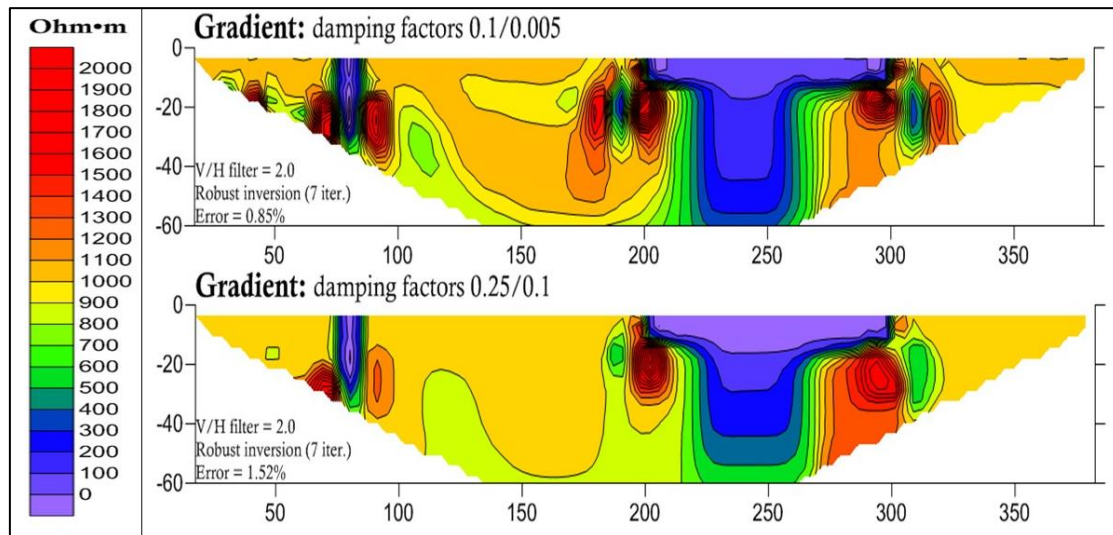 Ohm•m
2000
1900
1800
1700
1600
1500
1400
1300
1200
1100
1000
900
800
700
600
500
400
300
200
100
0
Gradient: damping factors 0.1/0.005
0
-20
-40
-60
V/H filter = 2.0
Robust inversion (7 iter.)
Error = 0.85%
50 100 150 200 250 300 350
Gradient: damping factors 0.25/0.1
0
-20
-40
-60
V/H filter = 2.0
Robust inversion (7 iter.)
Error = 1.52%
50 100 150 200 250 300 350